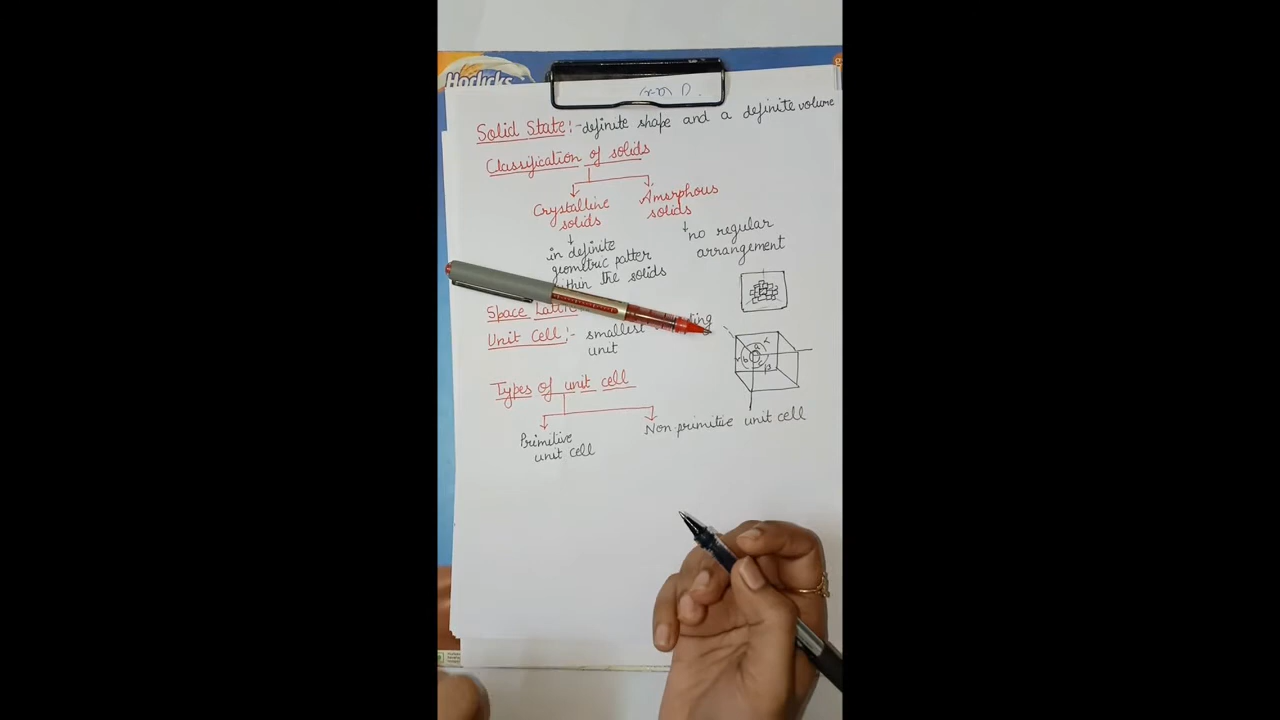 Horlicks
Solid State:- definite shape and a definite volume
Classification of solids
Crystalline
solids
Amorphous
solids
in definite
geometric patter
within the solids
no regular
arrangement
Space
Unit Cell:- smallest
unit
Types of unit cell
Primitive
unit cell
Non-primitive unit cell